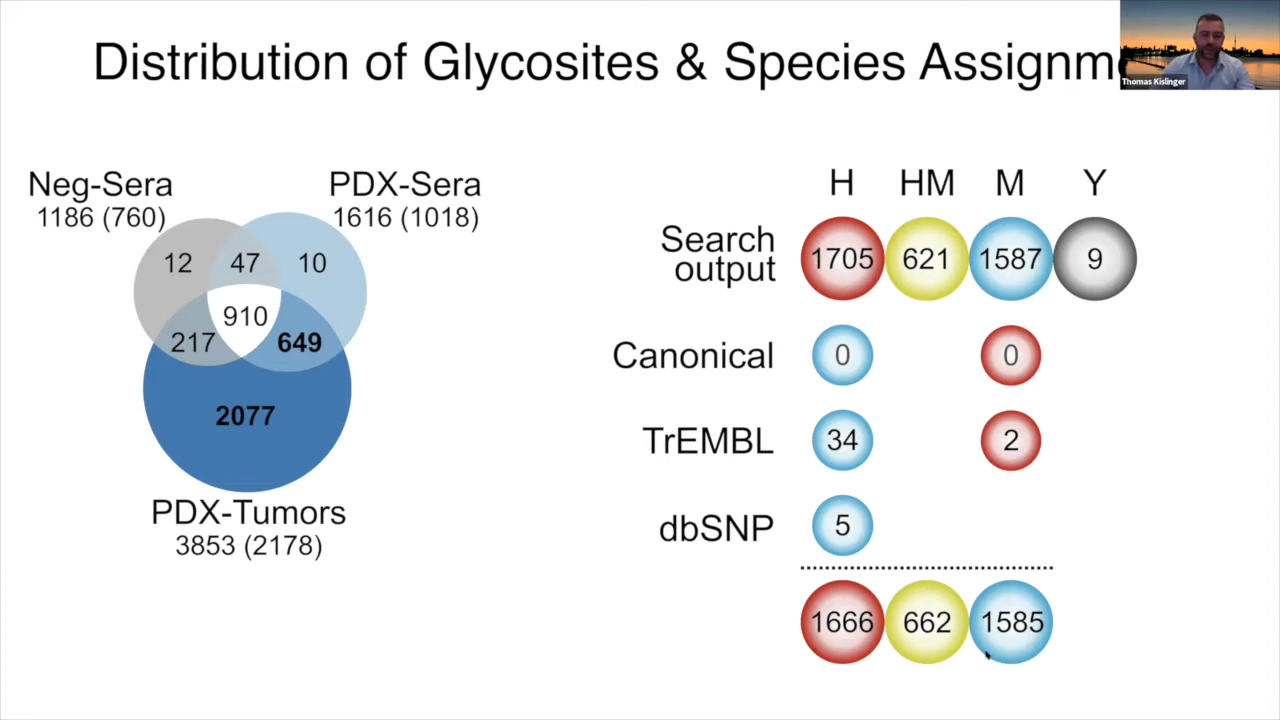 Distribution of Glycosites & Species Assignme
Thomas Kislinger
Neg-Sera
1186 (760)
PDX-Sera
1616 (1018)
12
47
10
910
217
649
2077
PDX-Tumors
3853 (2178)
H HM M Y
Search
output
1705 621 1587 9
Canonical
0 0
TrEMBL
34 2
dbSNP
5
1666 662 1585